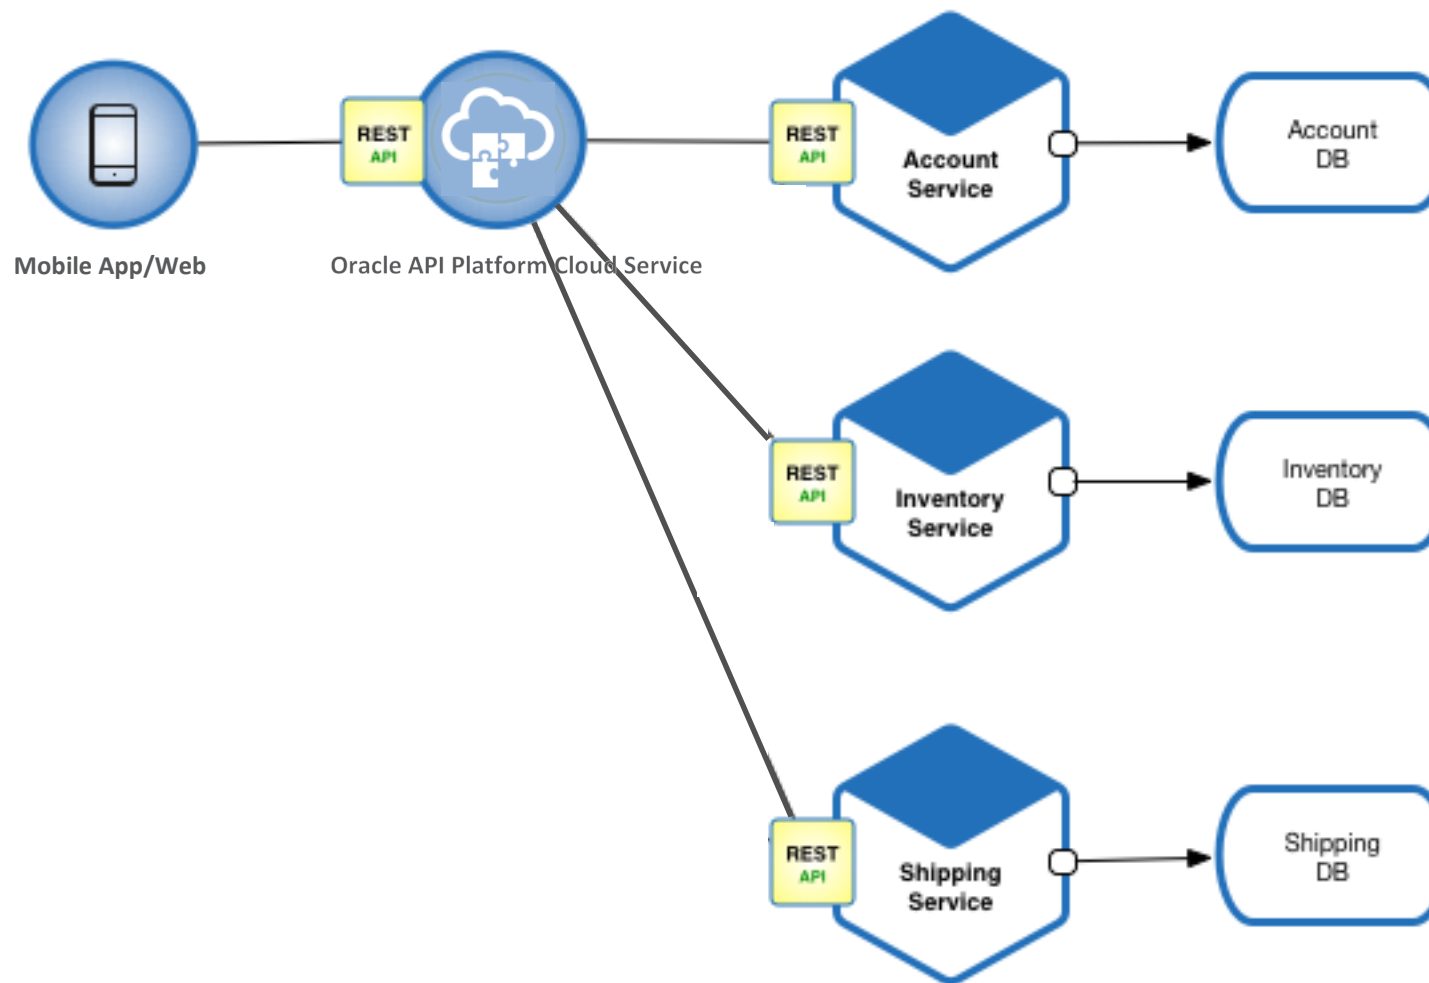 REST
API
Mobile App/Web
Oracle API Platform Cloud Service
REST
API
Account
Service
Account
DB
REST
API
Inventory
Service
Inventory
DB
REST
API
Shipping
Service
Shipping
DB